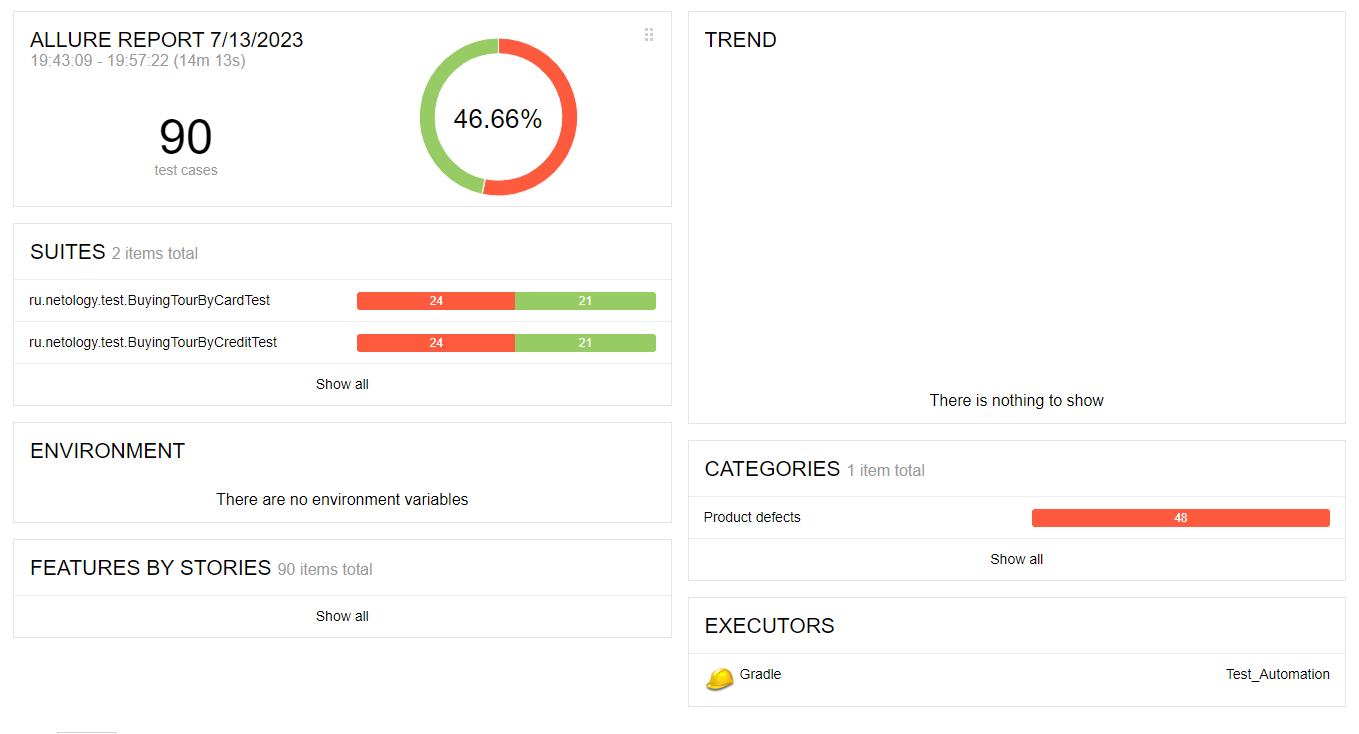 ALLURE REPORT 7/13/2023
19:43:09 - 19:57:22 (14m 13s)
90
test cases
46.66%
SUITES 2 items total
ru.netology.test.BuyingTourByCardTest 24 21
ru.netology.test.BuyingTourByCreditTest 24 21
Show all
ENVIRONMENT
There are no environment variables
FEATURES BY STORIES 90 items total
Show all
TREND
There is nothing to show
CATEGORIES 1 item total
Product defects 48
Show all
EXECUTORS
Gradle Test_Automation